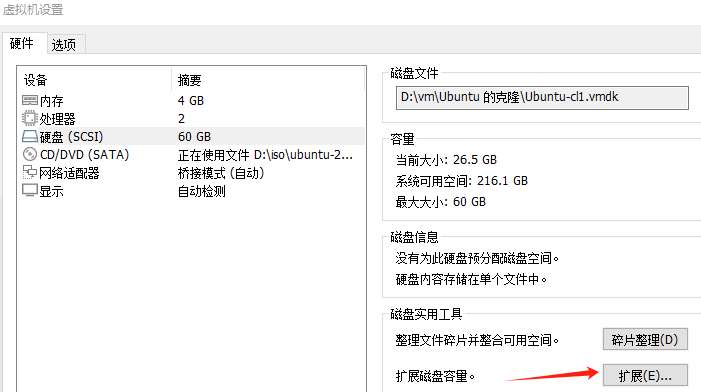 虚拟机设置
硬件 选项
设备 摘要
内存 4 GB
处理器 2
硬盘 (SCSI) 60 GB
CD/DVD (SATA) 正在使用文件 D:\iso\ubuntu-2...
网络适配器 桥接模式 (自动)
显示 自动检测
磁盘文件
D:\vm\Ubuntu 的克隆\Ubuntu-cl1.vmdk
容量
当前大小: 26.5 GB
系统可用空间: 216.1 GB
最大大小: 60 GB
磁盘信息
没有为此硬盘预分配磁盘空间。
硬盘内容存储在单个文件中。
磁盘实用工具
整理文件碎片并整合可用空间。 碎片整理(D)
扩展磁盘容量。 扩展(E)...